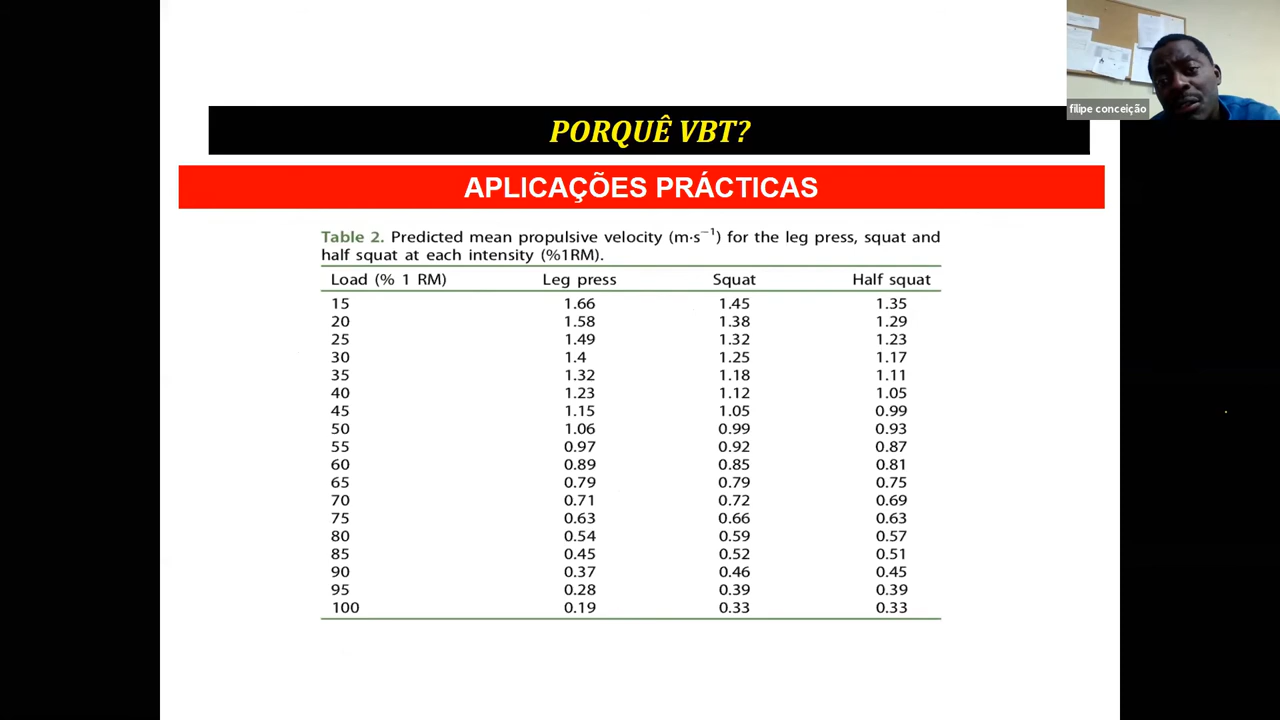 filipe conceição
PORQUÊ VBT?
APLICAÇÕES PRÁCTICAS
Table 2. Predicted mean propulsive velocity (m·s⁻¹) for the leg press, squat and
half squat at each intensity (%1RM).
Load (% 1 RM) Leg press Squat Half squat
15 1.66 1.45 1.35
20 1.58 1.38 1.29
25 1.49 1.32 1.23
30 1.4 1.25 1.17
35 1.32 1.18 1.11
40 1.23 1.12 1.05
45 1.15 1.05 0.99
50 1.06 0.99 0.93
55 0.97 0.92 0.87
60 0.89 0.85 0.81
65 0.79 0.79 0.75
70 0.71 0.72 0.69
75 0.63 0.66 0.63
80 0.54 0.59 0.57
85 0.45 0.52 0.51
90 0.37 0.46 0.45
95 0.28 0.39 0.39
100 0.19 0.33 0.33